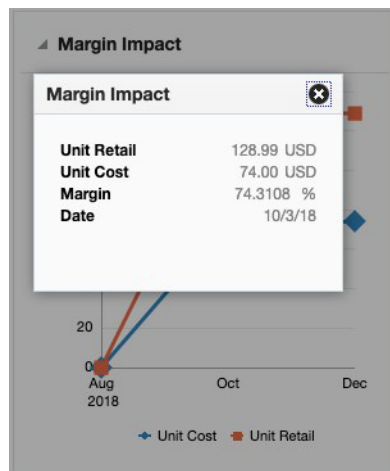 Margin Impact
Margin Impact
Unit Retail 128.99 USD
Unit Cost 74.00 USD
Margin 74.3108 %
Date 10/3/18
20
0
Aug Oct Dec
2018
Unit Cost Unit Retail